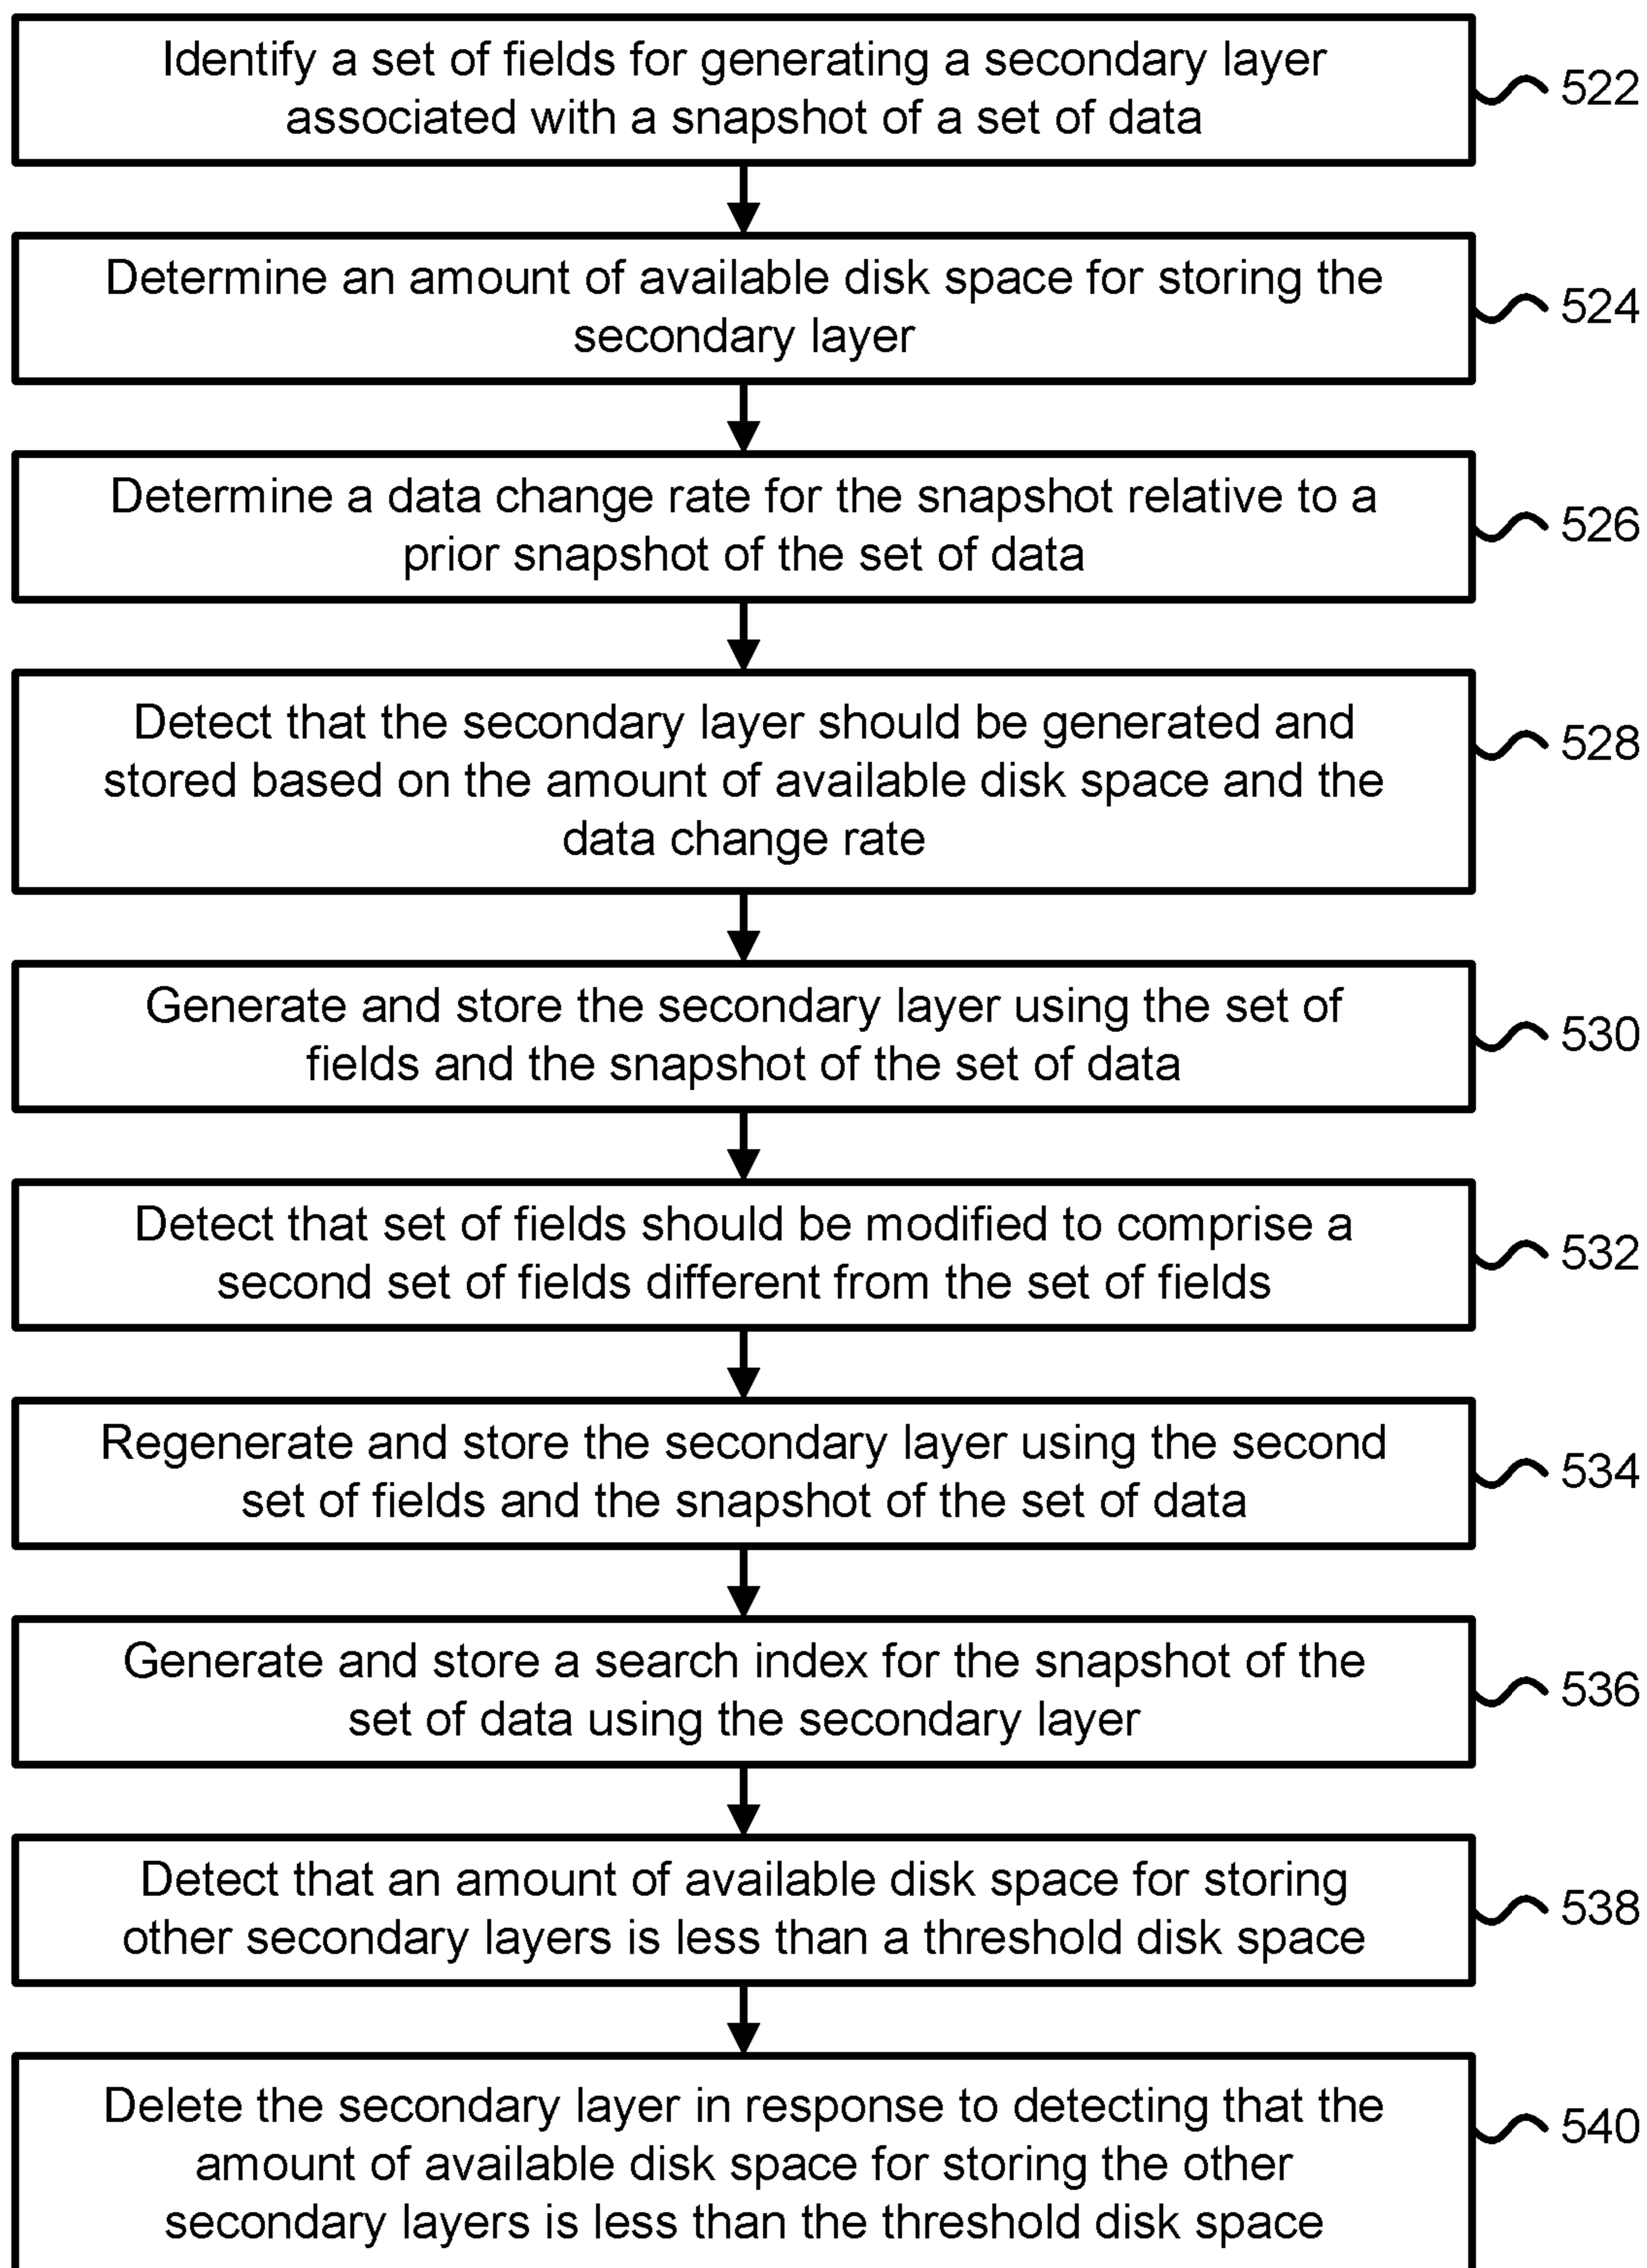 Identify a set of fields for generating a secondary layer
associated with a snapshot of a set of data
522
Determine an amount of available disk space for storing the
secondary layer
524
Determine a data change rate for the snapshot relative to a
prior snapshot of the set of data
526
Detect that the secondary layer should be generated and
stored based on the amount of available disk space and the
data change rate
528
Generate and store the secondary layer using the set of
fields and the snapshot of the set of data
530
Detect that set of fields should be modified to comprise a
second set of fields different from the set of fields
532
Regenerate and store the secondary layer using the second
set of fields and the snapshot of the set of data
534
Generate and store a search index for the snapshot of the
set of data using the secondary layer
536
Detect that an amount of available disk space for storing
other secondary layers is less than a threshold disk space
538
Delete the secondary layer in response to detecting that the
amount of available disk space for storing the other
secondary layers is less than the threshold disk space
540